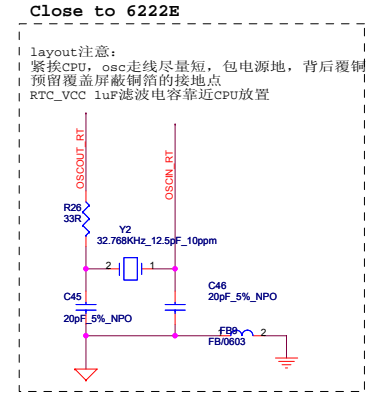 Close to 6222E
layout注意:
紧挨CPU, osc走线尽量短, 包电源地, 背后覆铜
预留覆盖屏蔽铜箔的接地点
RTC_VCC 1uF滤波电容靠近CPU放置
OSCOUT_RT
OSCIN_RT
R26
33R
Y2
32.768KHz_12.5pF_10ppm
2
1
C45
20pF_5%_NPO
C46
20pF_5%_NPO
1
FB9
2
FB/0603